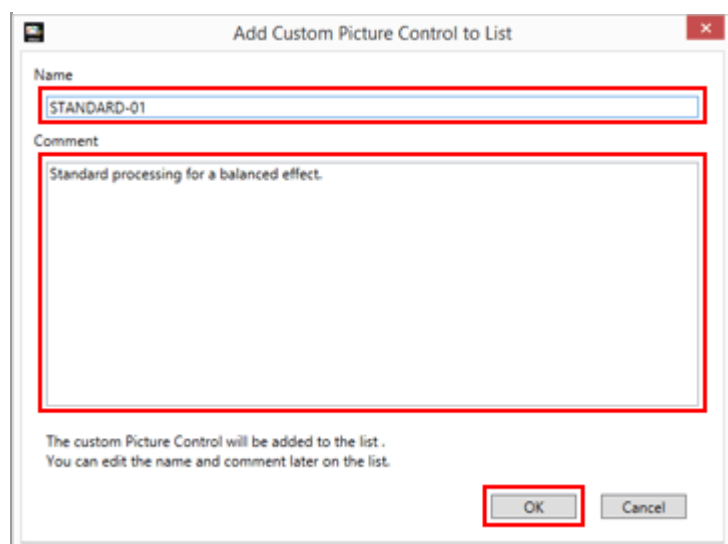 Add Custom Picture Control to List
Name
STANDARD-01
Comment
Standard processing for a balanced effect.
The custom Picture Control will be added to the list .
You can edit the name and comment later on the list.
OK Cancel